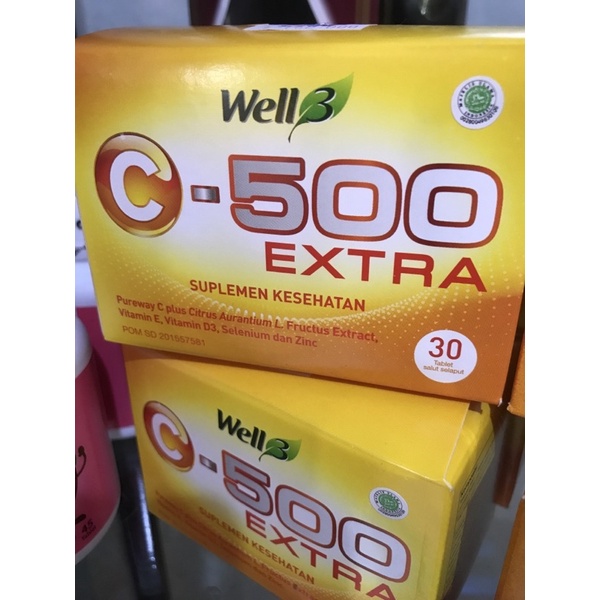 Well3
C-500
EXTRA
SUPLEMEN KESEHATAN
Pureway C plus Citrus Aurantium L. Fructus Extract,
Vitamin E, Vitamin D3, Selenium dan Zinc
POM SD 201557581
30
Tablet
salut selaput
Well3
C-500
EXTRA
SUPLEMEN KESEHATAN
45